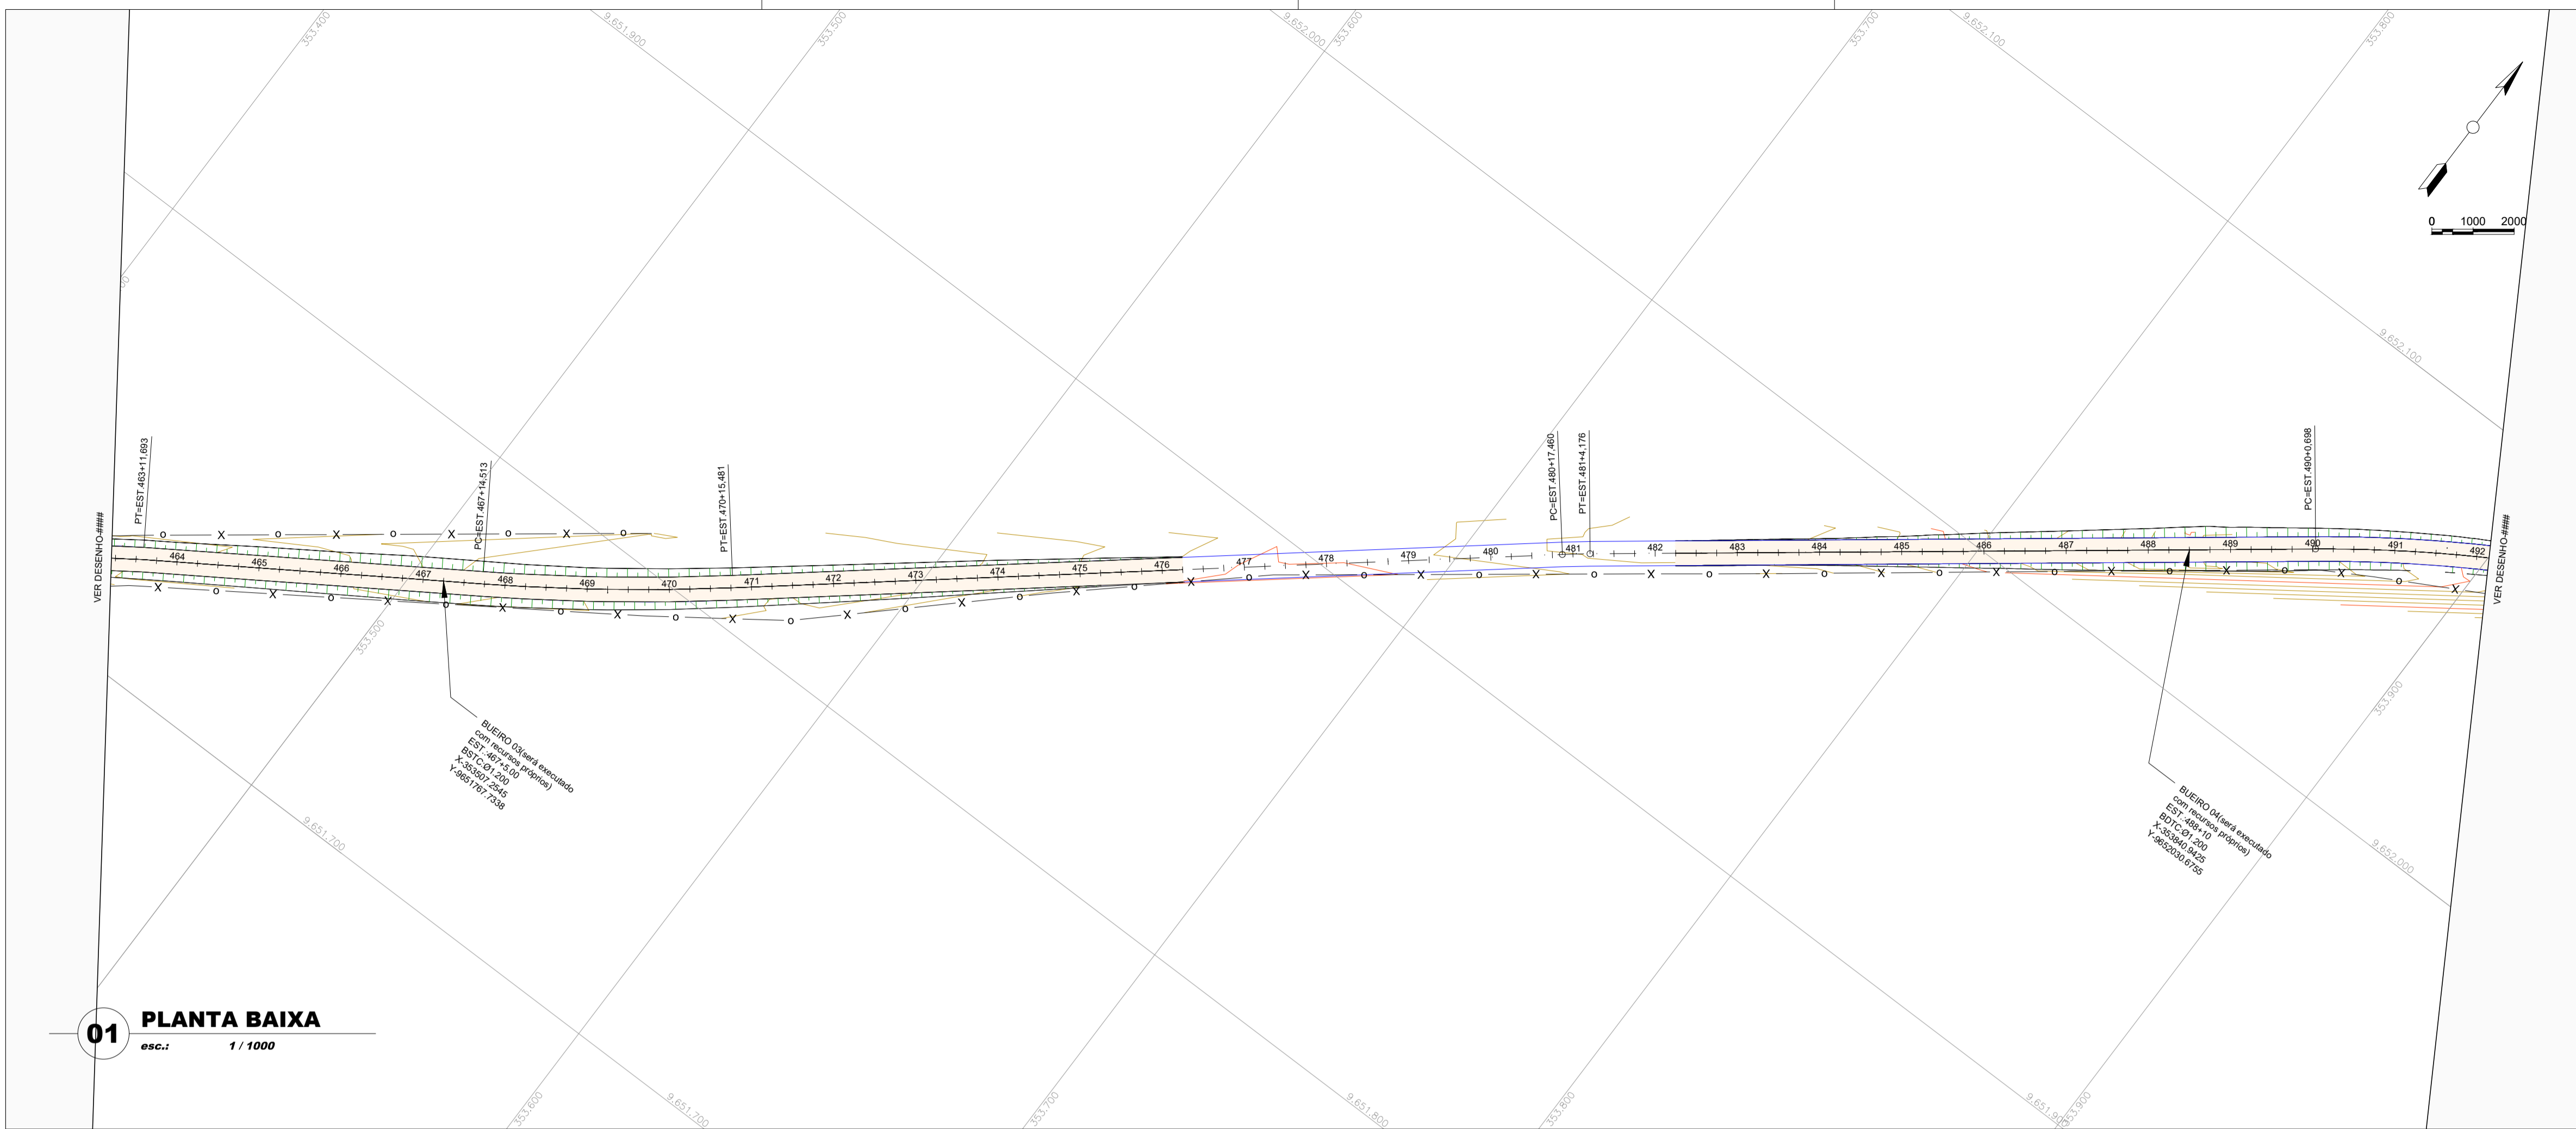 353.400
9.651.900
353.500
9.652.000
353.600
353.700
9.652.100
353.800
0 1000 2000
9.652.100
PT=EST.463+11,693
PC=EST.467+14,513
PT=EST.470+15,481
PC=EST.480+17,460
PT=EST.481+4,176
PC=EST.490+0,698
VER DESENHO-####
464 465 466 467 468 469 470 471 472 473 474 475 476 477 478 479 480 481 482 483 484 485 486 487 488 489 490 491 492
VER DESENHO-####
353.500
353.900
BUEIRO 03(será executado
com recursos próprios)
EST.:467+5.00
BSTC:Ø1.200
X-353507.2545
Y-9651767.7338
BUEIRO 04(será executado
com recursos próprios)
EST.:488+10
BDTC:Ø1.200
X-353840.9425
Y-9652030.6755
9.651.700
9.652.000
01
PLANTA BAIXA
esc.: 1 / 1000
353.600
9.651.700
353.700
9.651.800
353.800
353.900